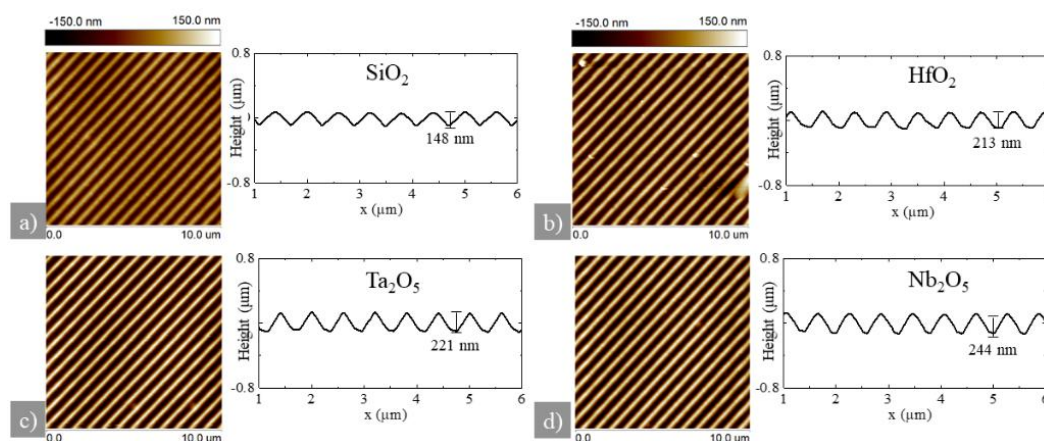 -150.0 nm 150.0 nm
a)
0.0 10.0 um
0.8
0
-0.8
Height (µm)
SiO₂
148 nm
1 2 3 4 5 6
x (µm)
-150.0 nm 150.0 nm
b)
0.0 10.0 um
0.8
-0.8
Height (µm)
HfO₂
213 nm
1 2 3 4 5
x (µm)
c)
0.0 10.0 um
0.8
-0.8
Height (µm)
Ta₂O₅
221 nm
1 2 3 4 5 6
x (µm)
d)
0.0 10.0 um
0.8
-0.8
Height (µm)
Nb₂O₅
244 nm
1 2 3 4 5 6
x (µm)